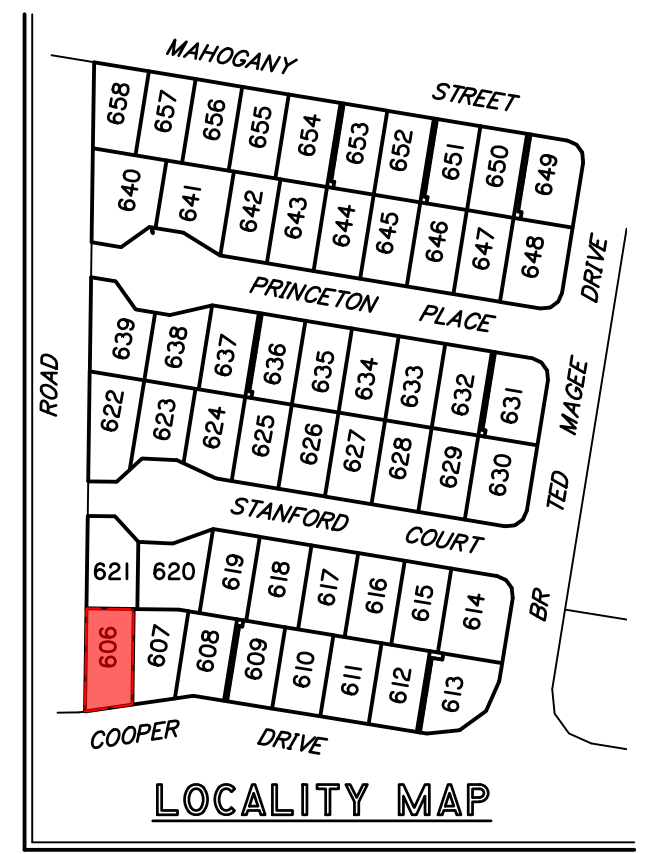 MAHOGANY STREET
658 657 656 655 654 653 652 651 650 649
640 641 642 643 644 645 646 647 648
DRIVE
PRINCETON PLACE
639 638 637 636 635 634 633 632 631
ROAD
MAGEE
622 623 624 625 626 627 628 629 630
TED
STANFORD COURT
621 620 619 618 617 616 615 614
BR
606 607 608 609 610 611 612 613
COOPER DRIVE
LOCALITY MAP